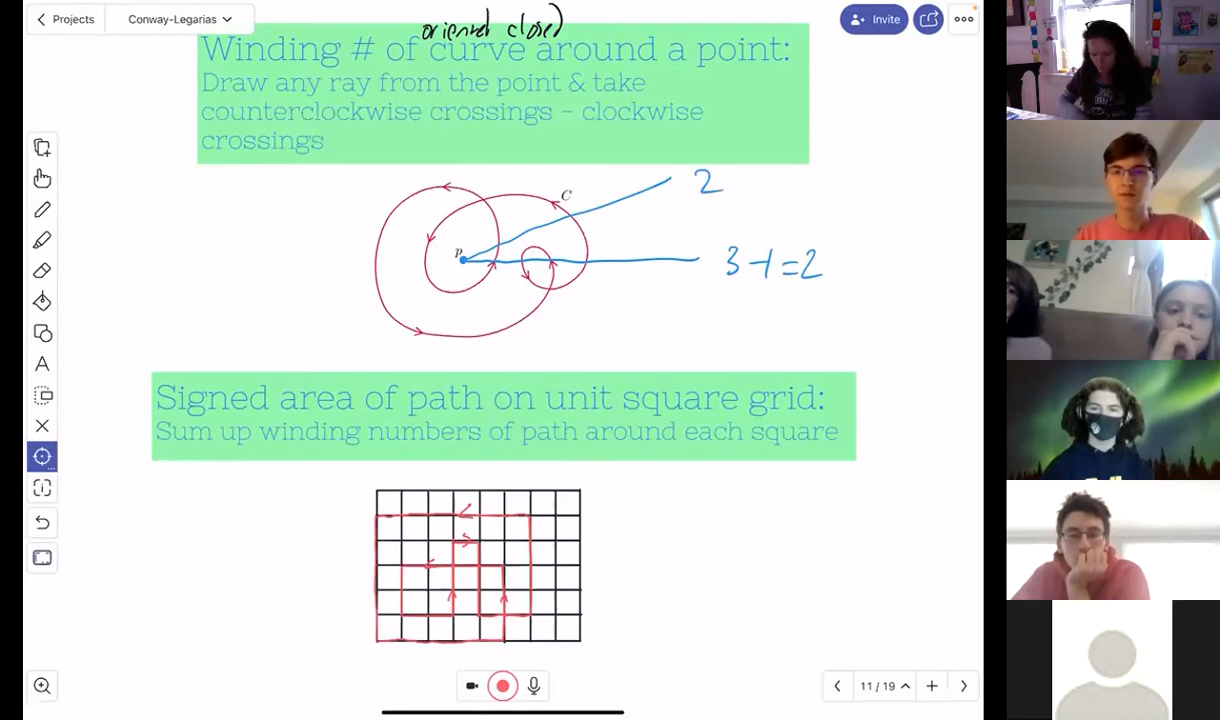 Projects
Conway-Legarias
Invite
oriented closed
Winding # of curve around a point:
Draw any ray from the point & take
counterclockwise crossings - clockwise
crossings
C
2
p
3-1=2
Signed area of path on unit square grid:
Sum up winding numbers of path around each square
A
11 / 19